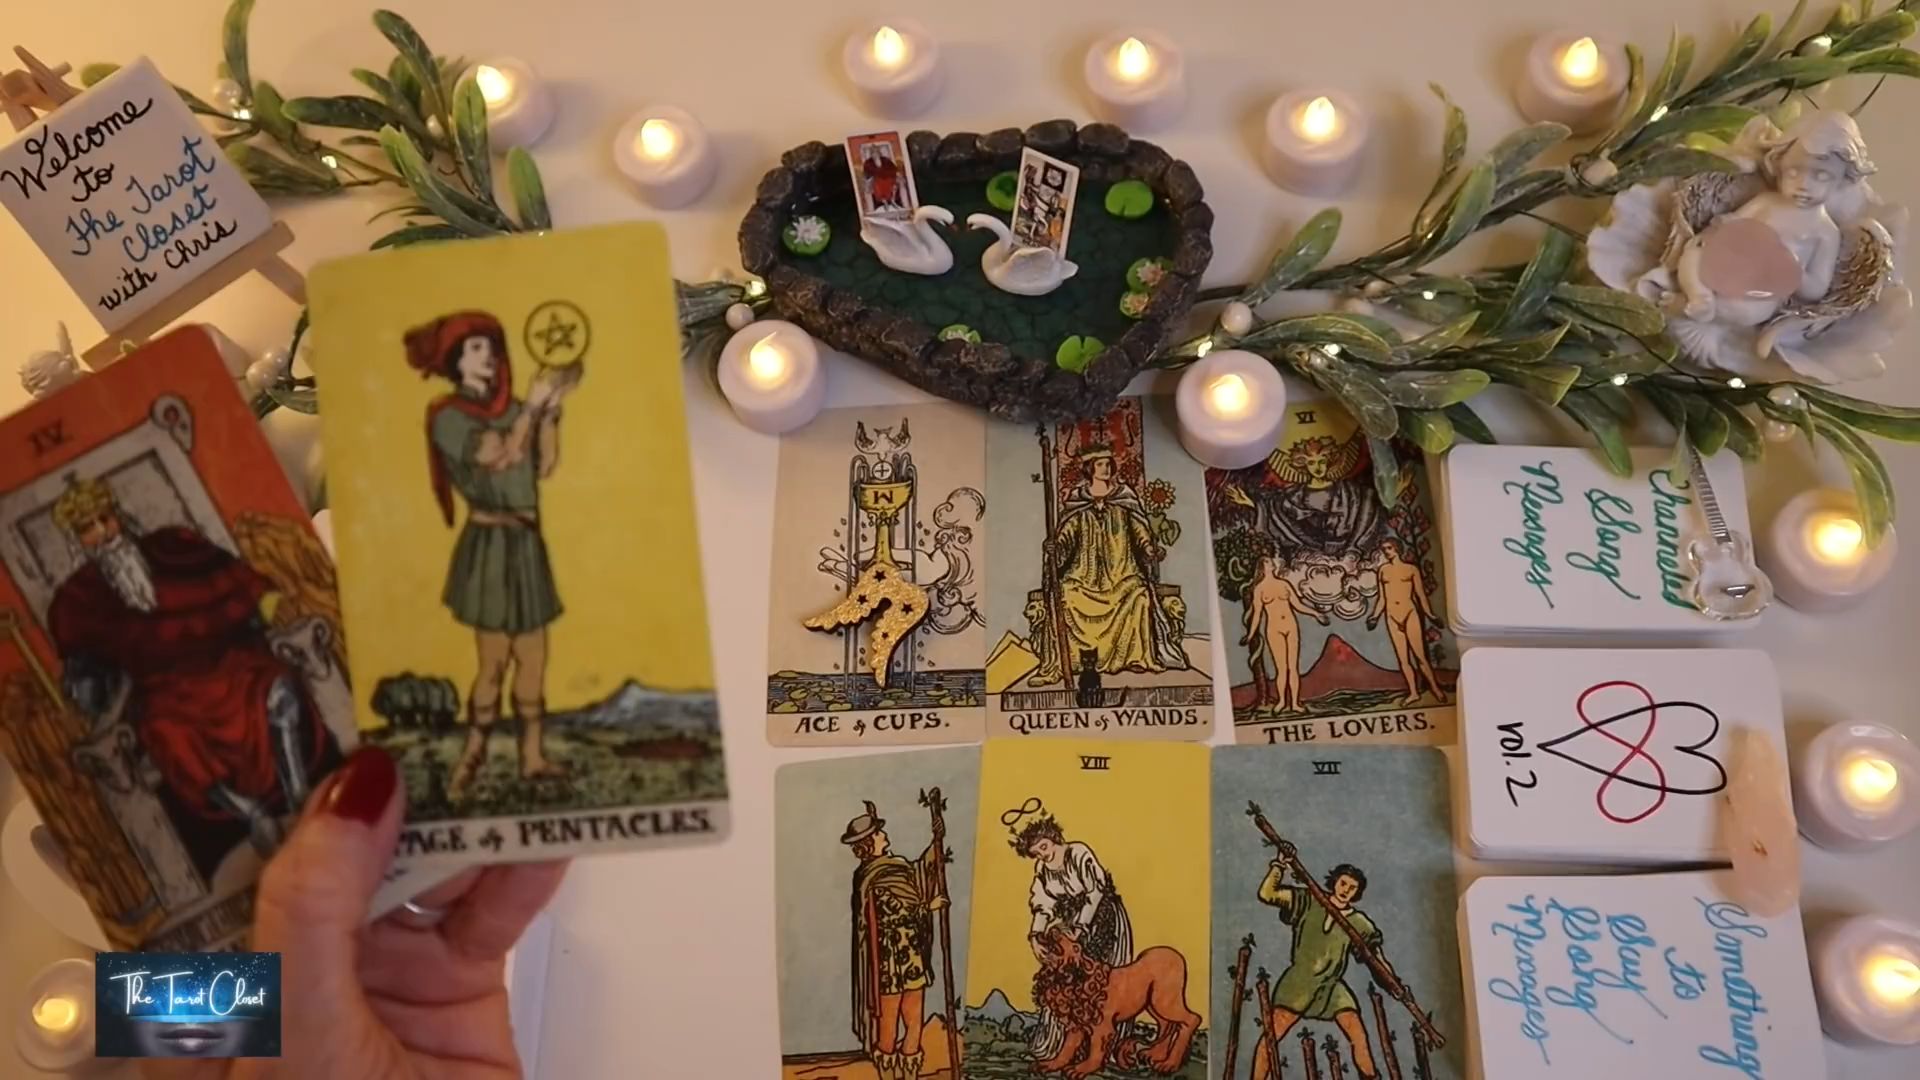 Welcome
to
The Tarot
Closet
with Chris
IV
PAGE of PENTACLES.
ACE of CUPS.
QUEEN of WANDS.
VI
THE LOVERS.
VIII
VII
Channeled
Song
Messages
Vol. 2
Something
to
Say
Song
Messages
The Tarot Closet